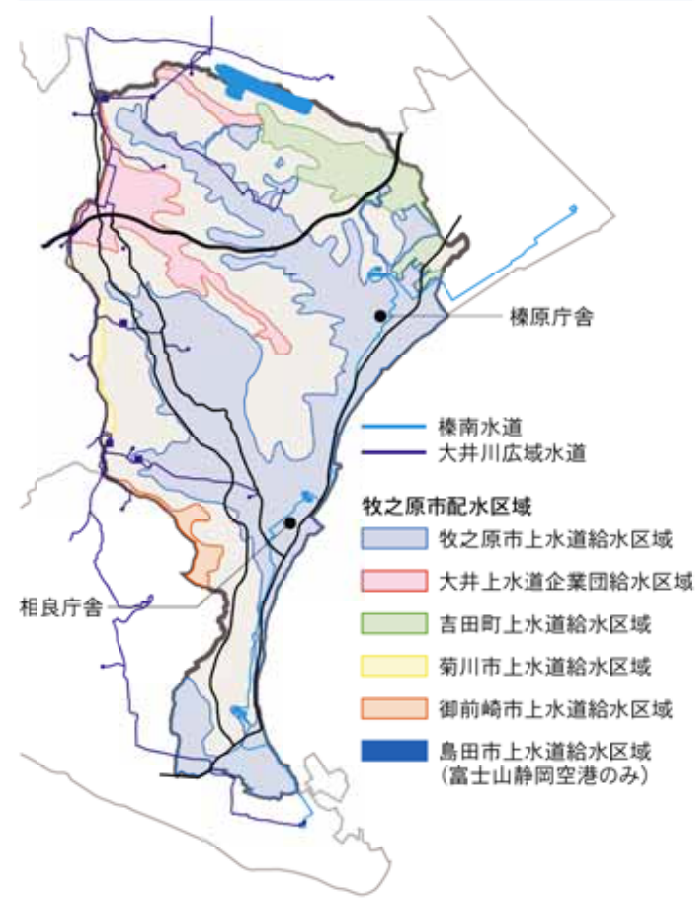 榛原庁舎
榛南水道
大井川広域水道
牧之原市配水区域
牧之原市上水道給水区域
大井上水道企業団給水区域
相良庁舎
吉田町上水道給水区域
菊川市上水道給水区域
御前崎市上水道給水区域
島田市上水道給水区域
(富士山静岡空港のみ)